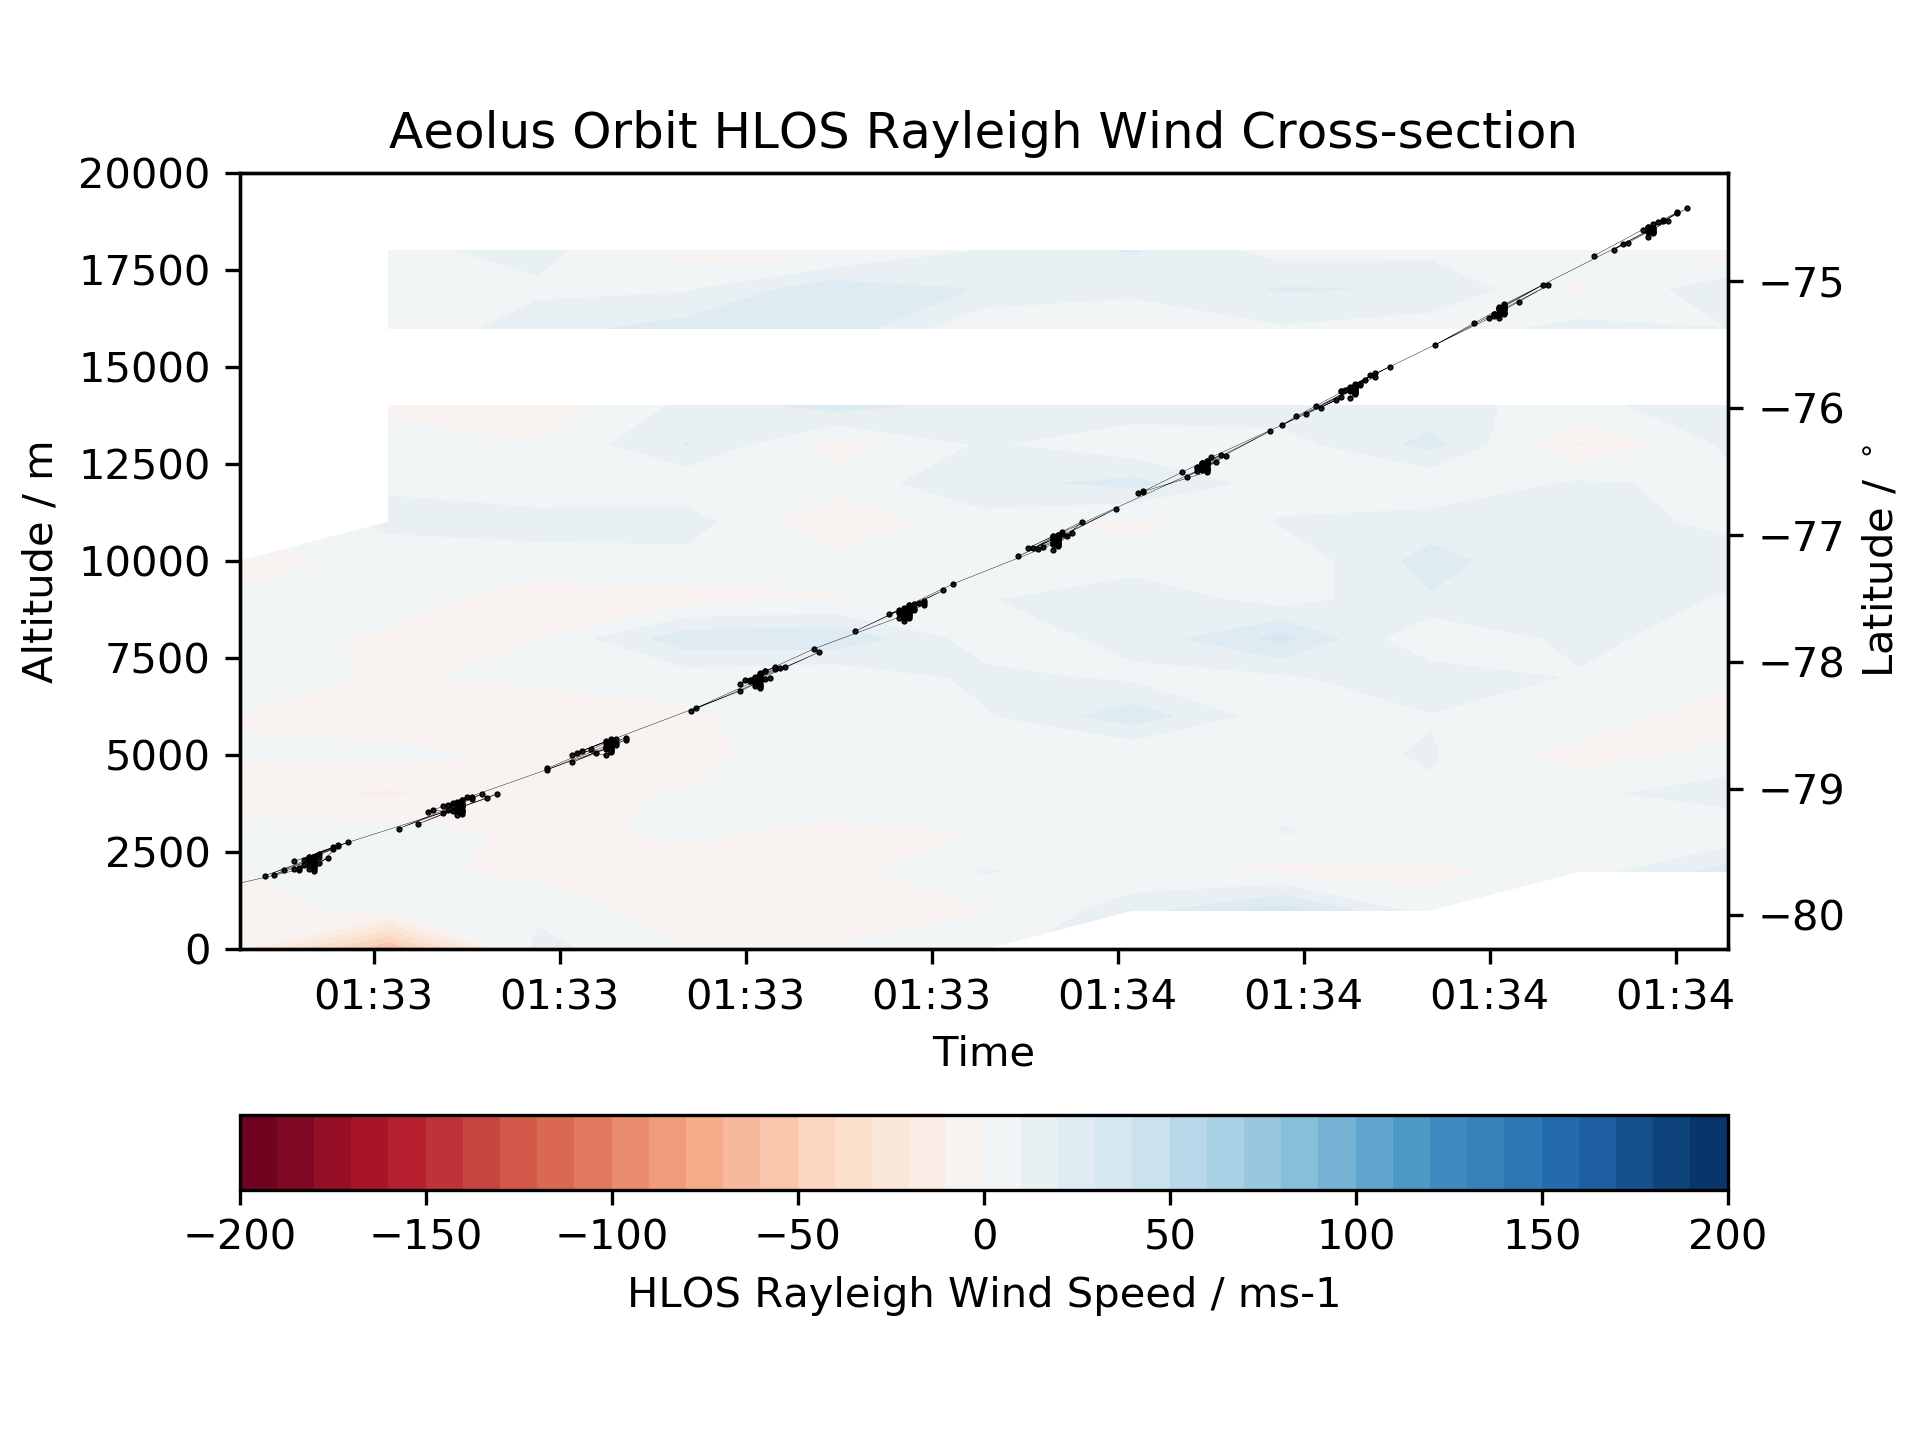 Aeolus Orbit HLOS Rayleigh Wind Cross-section
20000
17500
15000
12500
10000
7500
5000
2500
0
Altitude / m
−75
−76
−77
−78
−79
−80
Latitude / °
01:33 01:33 01:33 01:33 01:34 01:34 01:34 01:34
Time
−200 −150 −100 −50 0 50 100 150 200
HLOS Rayleigh Wind Speed / ms-1